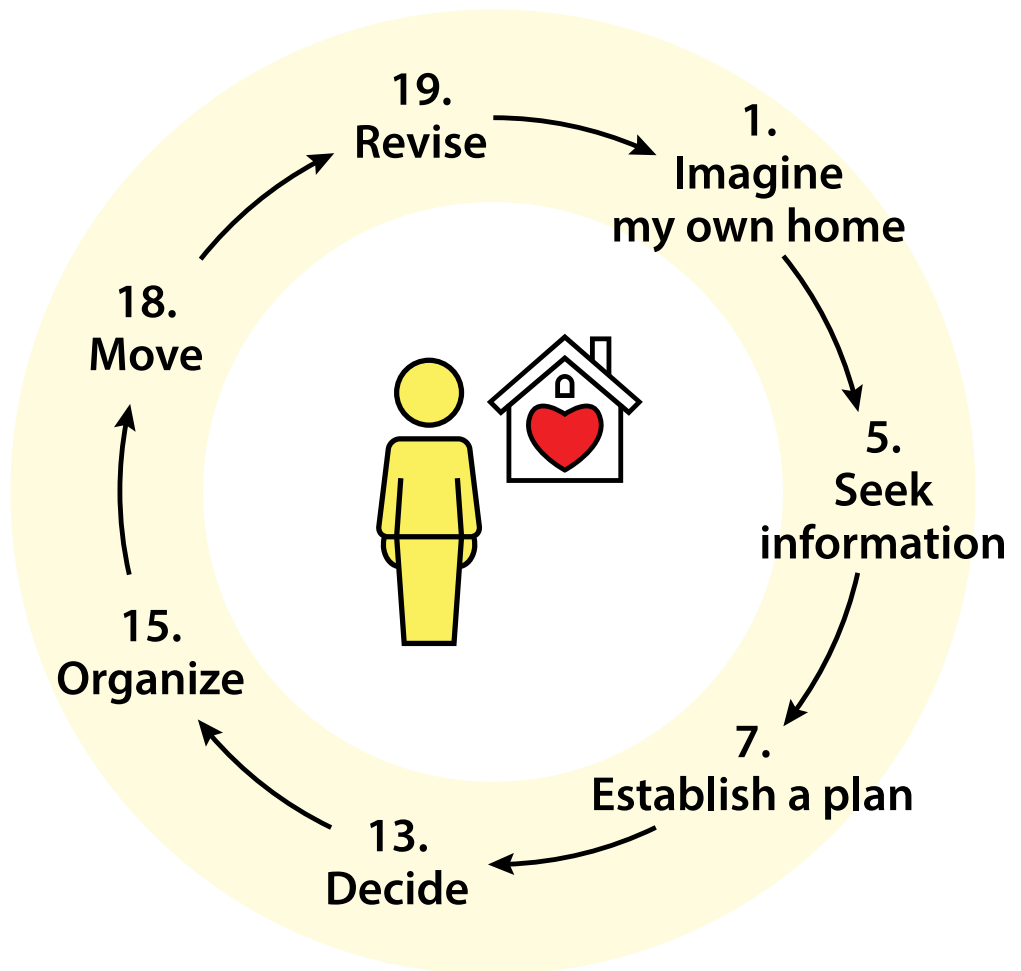 1.
Imagine
my own home
5.
Seek
information
7.
Establish a plan
13.
Decide
15.
Organize
18.
Move
19.
Revise